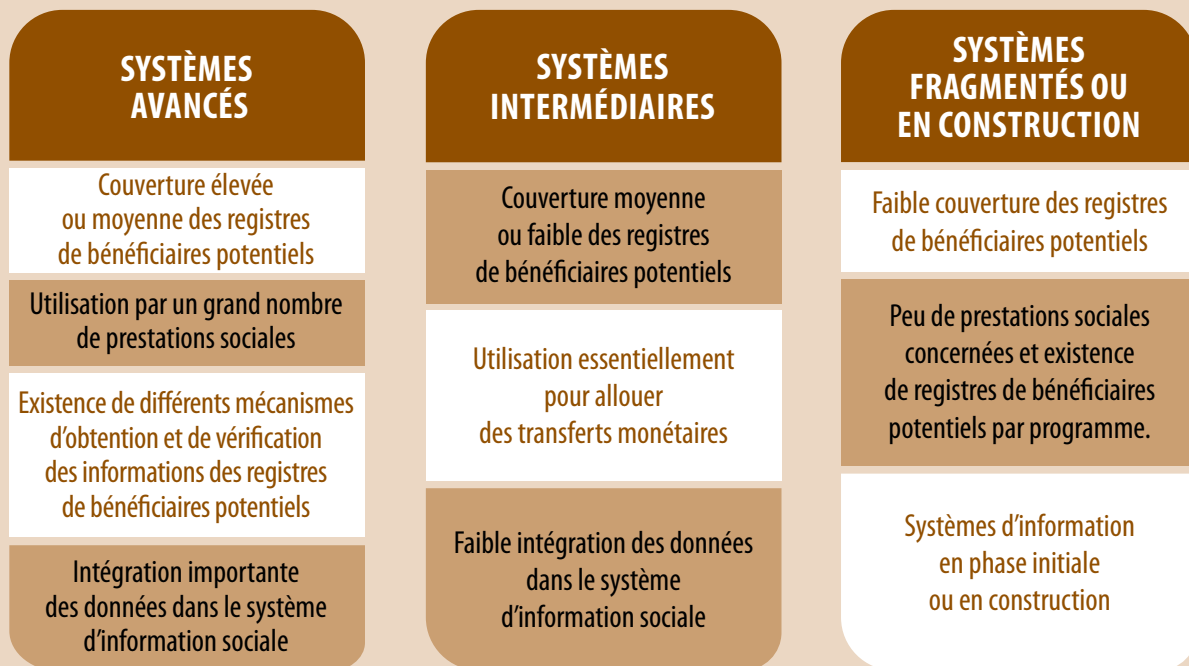 SYSTÈMES
AVANCÉS
Couverture élevée
ou moyenne des registres
de bénéficiaires potentiels
Utilisation par un grand nombre
de prestations sociales
Existence de différents mécanismes
d'obtention et de vérification
des informations des registres
de bénéficiaires potentiels
Intégration importante
des données dans le système
d'information sociale
SYSTÈMES
INTERMÉDIAIRES
Couverture moyenne
ou faible des registres
de bénéficiaires potentiels
Utilisation essentiellement
pour allouer
des transferts monétaires
Faible intégration des données
dans le système
d'information sociale
SYSTÈMES
FRAGMENTÉS OU
EN CONSTRUCTION
Faible couverture des registres
de bénéficiaires potentiels
Peu de prestations sociales
concernées et existence
de registres de bénéficiaires
potentiels par programme.
Systèmes d'information
en phase initiale
ou en construction